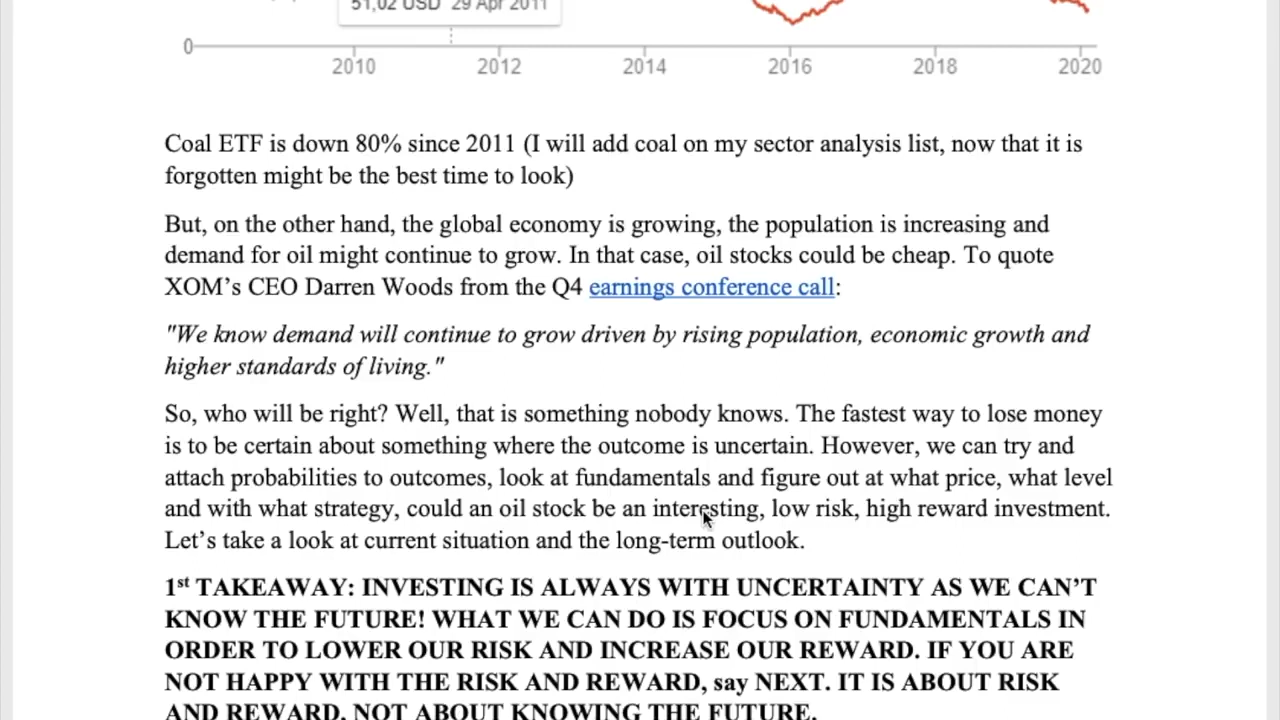 51,02 USD 29 Apr 2011
0
2010 2012 2014 2016 2018 2020
Coal ETF is down 80% since 2011 (I will add coal on my sector analysis list, now that it is
forgotten might be the best time to look)
But, on the other hand, the global economy is growing, the population is increasing and
demand for oil might continue to grow. In that case, oil stocks could be cheap. To quote
XOM’s CEO Darren Woods from the Q4 earnings conference call:
"We know demand will continue to grow driven by rising population, economic growth and
higher standards of living."
So, who will be right? Well, that is something nobody knows. The fastest way to lose money
is to be certain about something where the outcome is uncertain. However, we can try and
attach probabilities to outcomes, look at fundamentals and figure out at what price, what level
and with what strategy, could an oil stock be an interesting, low risk, high reward investment.
Let’s take a look at current situation and the long-term outlook.
1st TAKEAWAY: INVESTING IS ALWAYS WITH UNCERTAINTY AS WE CAN’T
KNOW THE FUTURE! WHAT WE CAN DO IS FOCUS ON FUNDAMENTALS IN
ORDER TO LOWER OUR RISK AND INCREASE OUR REWARD. IF YOU ARE
NOT HAPPY WITH THE RISK AND REWARD, say NEXT. IT IS ABOUT RISK
AND REWARD, NOT ABOUT KNOWING THE FUTURE.